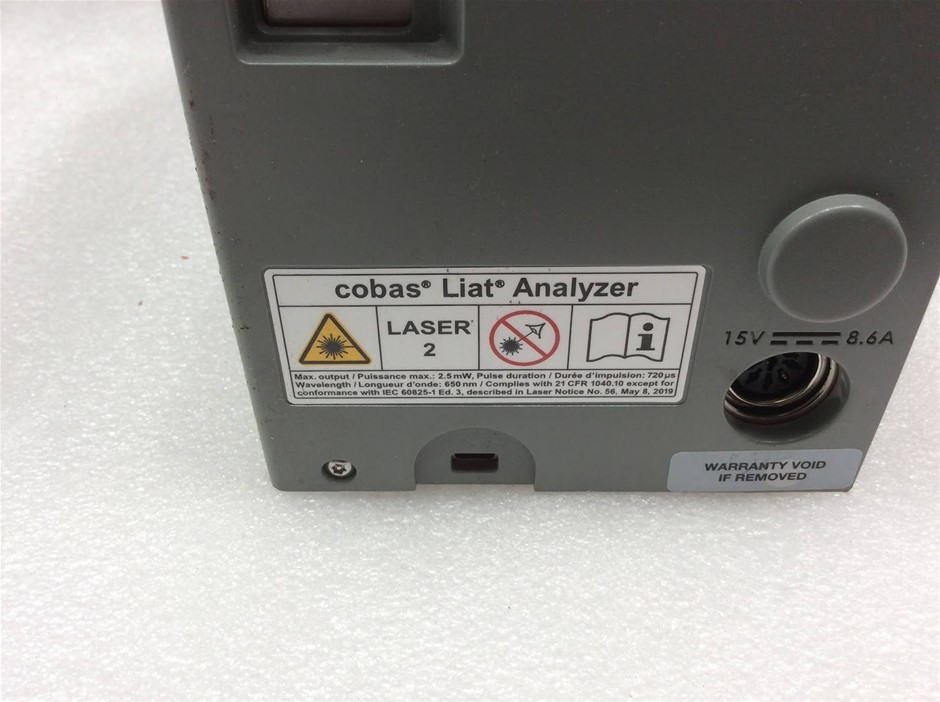 cobas® Liat® Analyzer
LASER
2
Max. output / Puissance max.: 2.5 mW, Pulse duration / Durée d'impulsion: 720 µs
Wavelength / Longueur d'onde: 650 nm / Complies with 21 CFR 1040.10 except for
conformance with IEC 60825-1 Ed. 3, described in Laser Notice No. 56, May 8, 2019
15V 8.6A
WARRANTY VOID
IF REMOVED